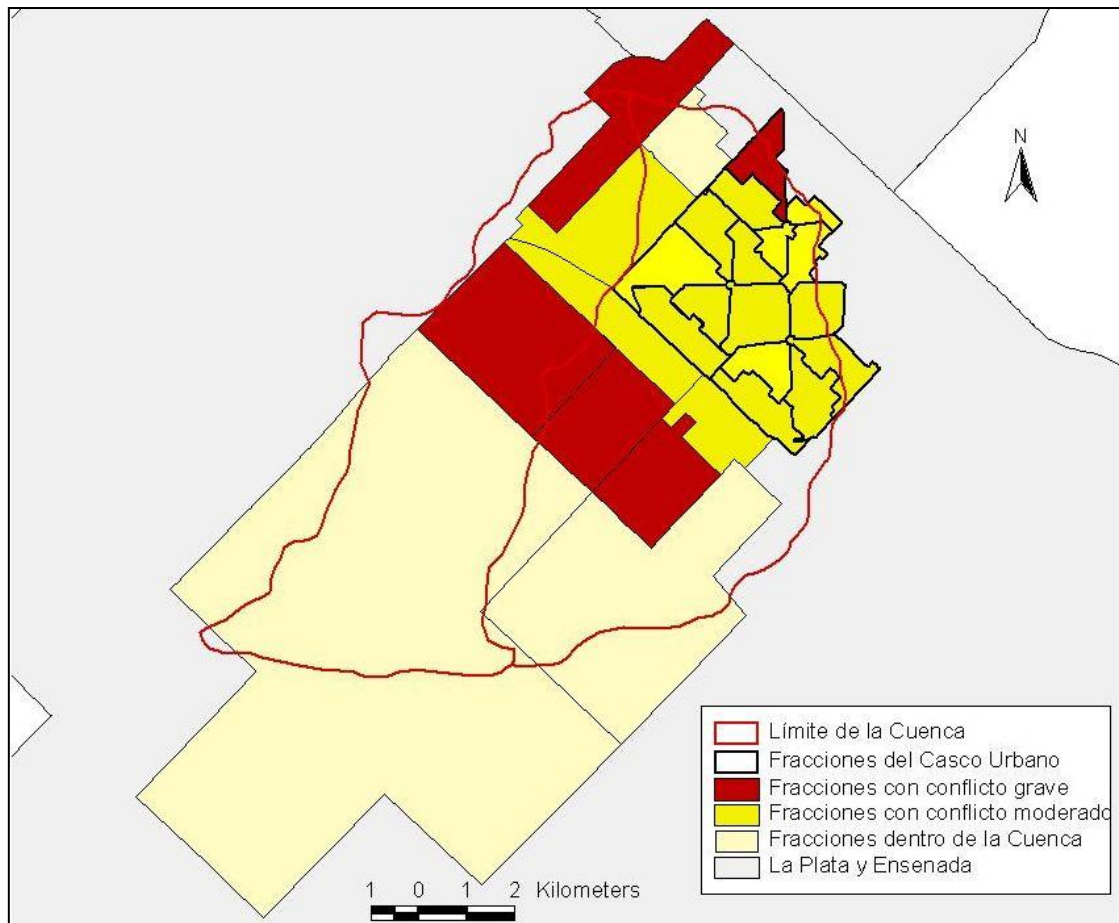 N
Límite de la Cuenca
Fracciones del Casco Urbano
Fracciones con conflicto grave
Fracciones con conflicto moderado
Fracciones dentro de la Cuenca
La Plata y Ensenada
1 0 1 2 Kilometers